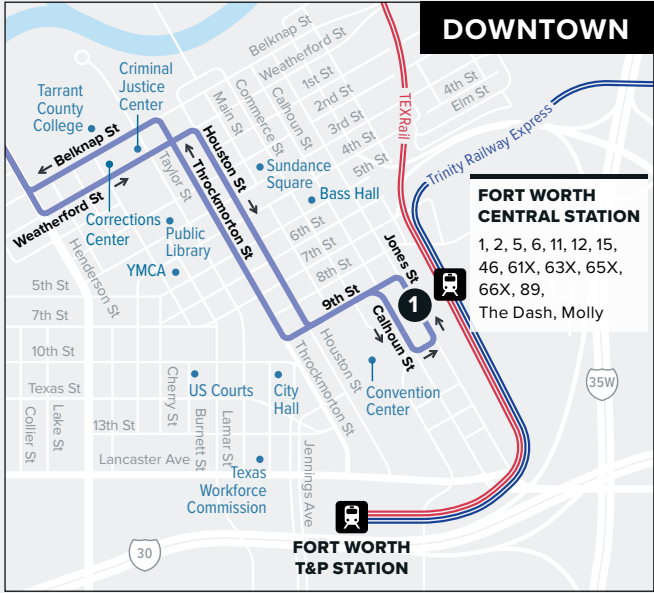 DOWNTOWN
Belknap St
Weatherford St
1st St
2nd St
3rd St
4th St
5th St
4th St
Elm St
Main St
Commerce St
Calhoun St
TEXRail
Trinity Railway Express
Criminal
Justice
Center
Tarrant
County
College
Belknap St
Weatherford St
Houston St
Throckmorton St
Taylor St
Sundance
Square
Bass Hall
Corrections
Center
Public
Library
YMCA
Henderson St
6th St
7th St
8th St
9th St
Jones St
Calhoun St
1
FORT WORTH
CENTRAL STATION
1, 2, 5, 6, 11, 12, 15,
46, 61X, 63X, 65X,
66X, 89,
The Dash, Molly
5th St
7th St
10th St
Texas St
13th St
Lancaster Ave
Collier St
Lake St
Cherry St
Burnett St
Lamar St
Jennings Ave
Throckmorton St
Houston St
US Courts
City
Hall
Convention
Center
Texas
Workforce
Commission
35W
30
FORT WORTH
T&P STATION